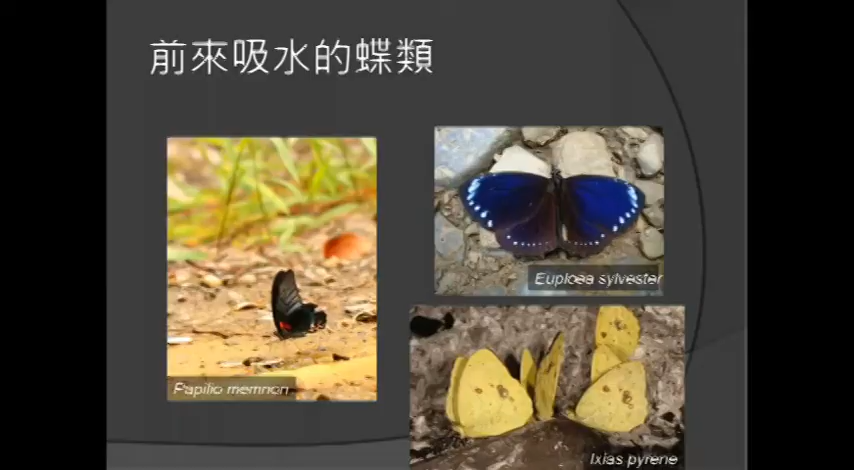 前來吸水的蝶類
Euploea sylvester
Papilio memnon
Ixias pyrene